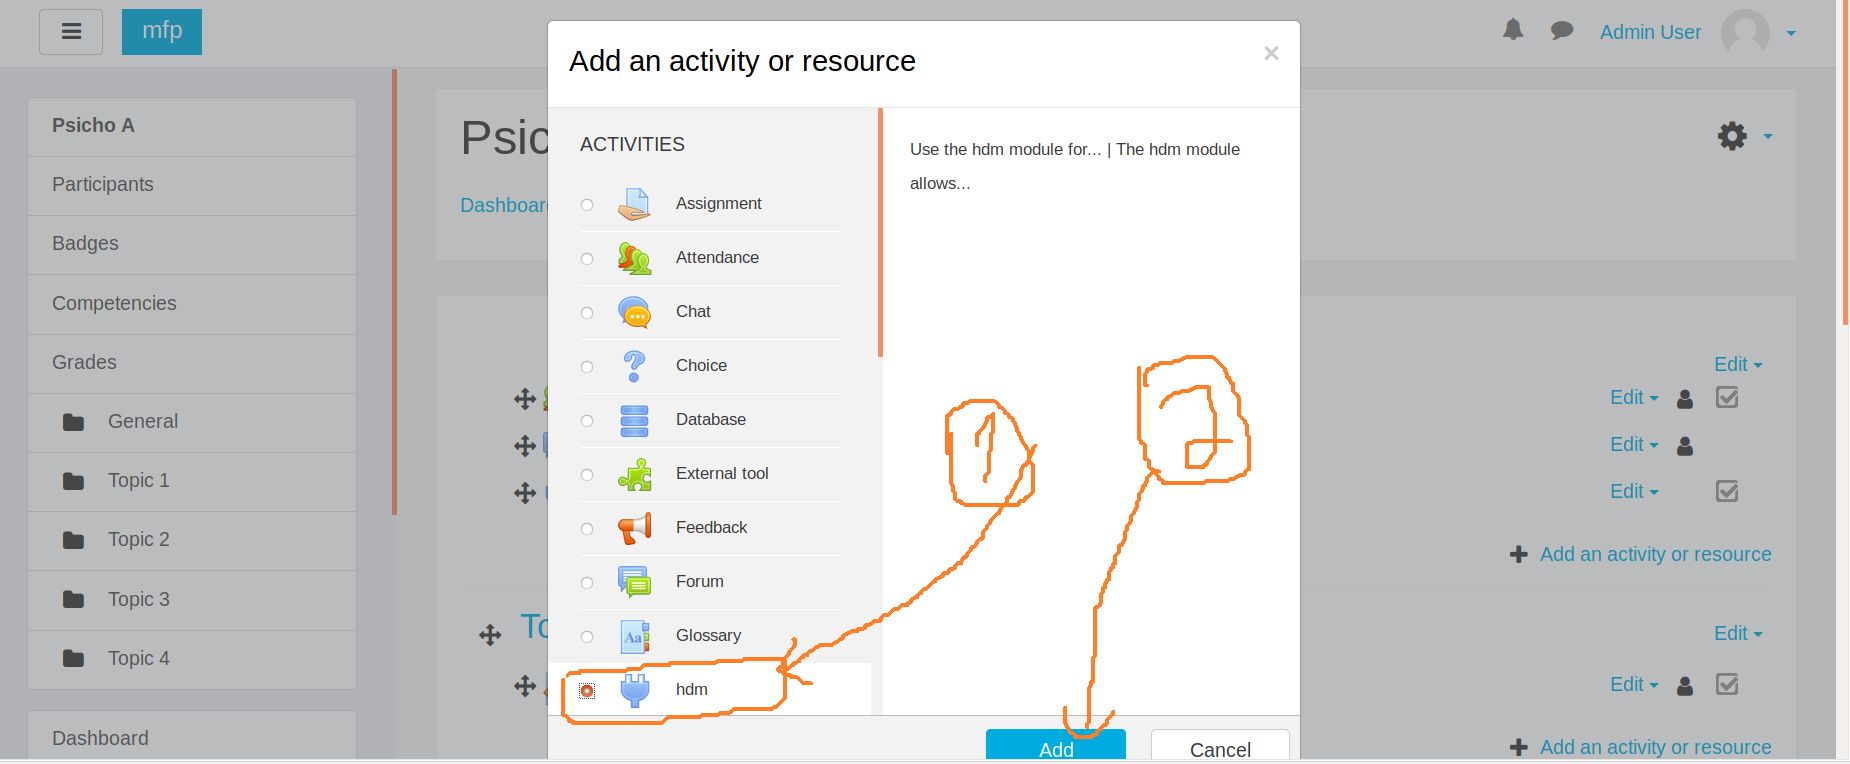 mfp
Admin User
Add an activity or resource
×
Psicho A
Participants
Badges
Competencies
Grades
General
Topic 1
Topic 2
Topic 3
Topic 4
Dashboard
Psic
Dashboar
ACTIVITIES
Assignment
Attendance
Chat
Choice
Database
External tool
Feedback
Forum
Glossary
hdm
Use the hdm module for... | The hdm module
allows...
1
2
Add
Cancel
Edit
Edit
Edit
Edit
Add an activity or resource
To
Edit
Edit
Add an activity or resource